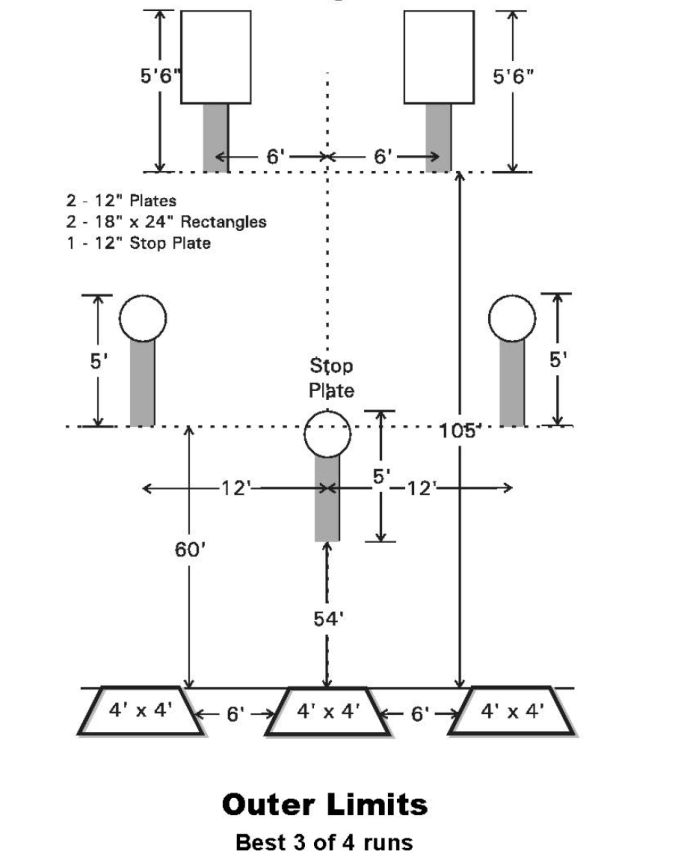 5'6"
5'6"
6'
6'
2 - 12" Plates
2 - 18" x 24" Rectangles
1 - 12" Stop Plate
5'
5'
Stop
Plate
105'
5'
12'
12'
60'
54'
4' x 4'
6'
4' x 4'
6'
4' x 4'
Outer Limits
Best 3 of 4 runs